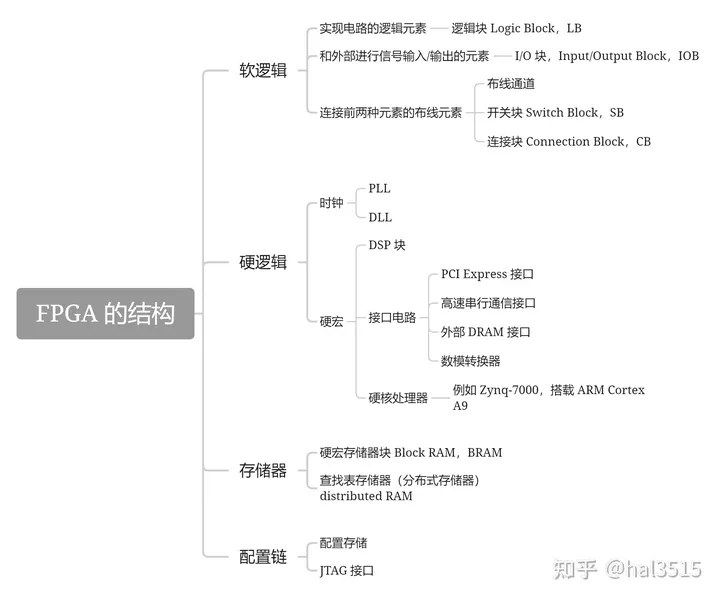 FPGA 的结构
软逻辑
实现电路的逻辑元素
逻辑块 Logic Block，LB
和外部进行信号输入/输出的元素
I/O 块，Input/Output Block，IOB
连接前两种元素的布线元素
布线通道
开关块 Switch Block，SB
连接块 Connection Block，CB
硬逻辑
时钟
PLL
DLL
硬宏
DSP 块
接口电路
PCI Express 接口
高速串行通信接口
外部 DRAM 接口
数模转换器
硬核处理器
例如 Zynq-7000，搭载 ARM Cortex
A9
存储器
硬宏存储器块 Block RAM，BRAM
查找表存储器（分布式存储器）
distributed RAM
配置链
配置存储
JTAG 接口
知乎 @hal3515